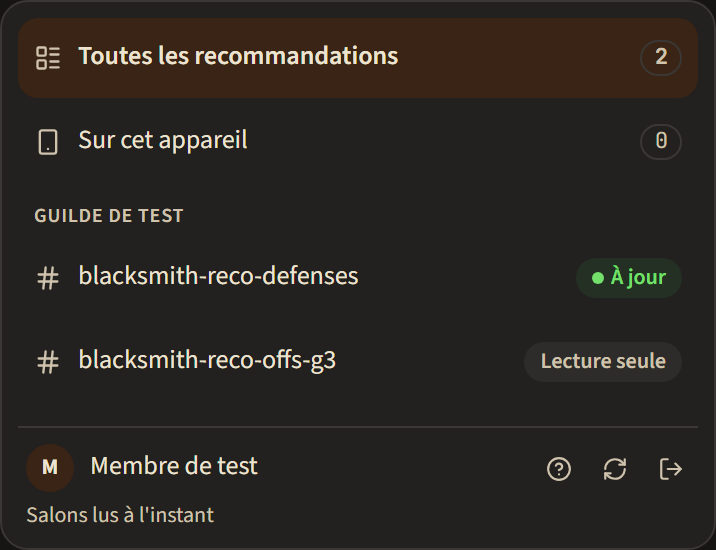 Toutes les recommandations 2
Sur cet appareil 0
GUILDE DE TEST
# blacksmith-reco-defenses À jour
# blacksmith-reco-offs-g3 Lecture seule
M Membre de test
Salons lus à l'instant